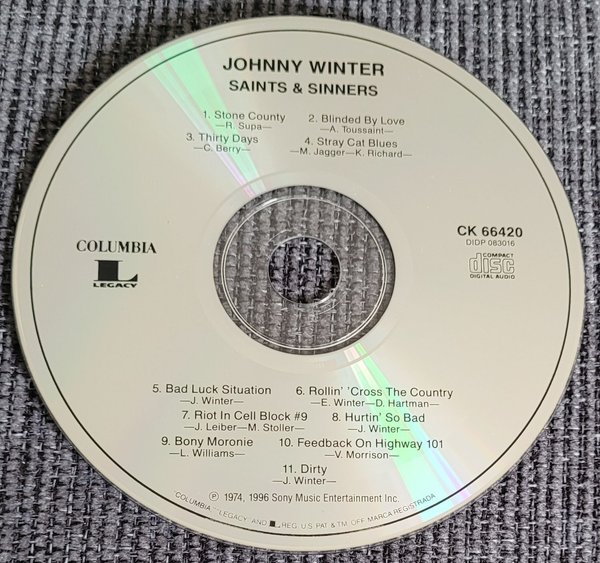 JOHNNY WINTER
SAINTS & SINNERS
1. Stone County 2. Blinded By Love
—R. Supa— —A. Toussaint—
3. Thirty Days 4. Stray Cat Blues
—C. Berry— —M. Jagger—K. Richard—
COLUMBIA
L
LEGACY
CK 66420
DIDP 083016
COMPACT
disc
DIGITAL AUDIO
5. Bad Luck Situation 6. Rollin' 'Cross The Country
—J. Winter— —E. Winter—D. Hartman—
7. Riot In Cell Block #9 8. Hurtin' So Bad
—J. Leiber—M. Stoller— —J. Winter—
9. Bony Moronie 10. Feedback On Highway 101
—L. Williams— —V. Morrison—
11. Dirty
—J. Winter—
℗ 1974, 1996 Sony Music Entertainment Inc.
COLUMBIA, "LEGACY" AND L REG. U.S. PAT. & TM. OFF. MARCA REGISTRADA